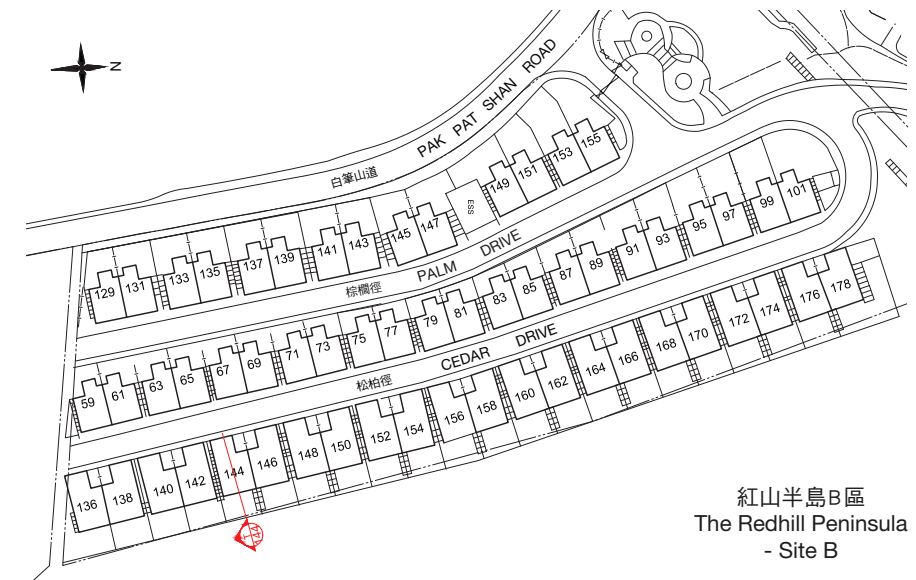 N
PAK PAT SHAN ROAD
白筆山道
ESS
149 151 153 155
129 131 133 135 137 139 141 143 145 147
棕櫚徑 PALM DRIVE
59 61 63 65 67 69 71 73 75 77 79 81 83 85 87 89 91 93 95 97 99 101
松柏徑 CEDAR DRIVE
136 138 140 142 144 146 148 150 152 154 156 158 160 162 164 166 168 170 172 174 176 178
紅山半島B區
The Redhill Peninsula
- Site B